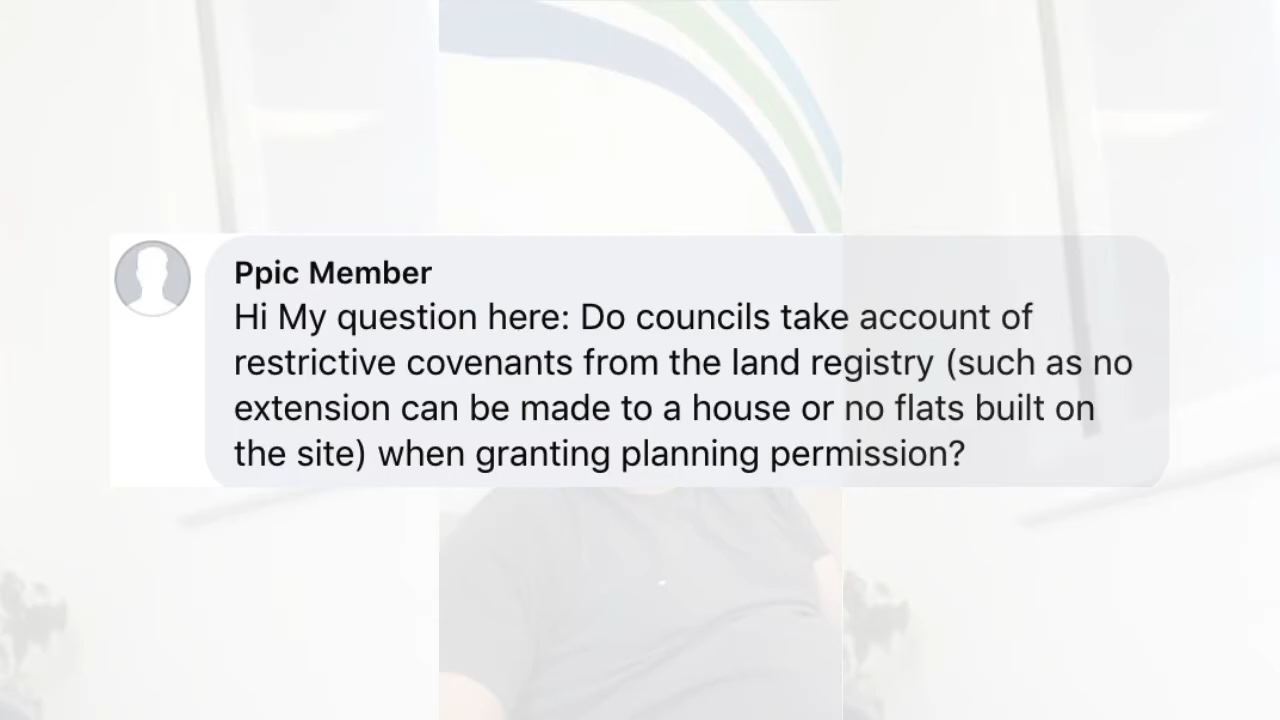 Ppic Member
Hi My question here: Do councils take account of
restrictive covenants from the land registry (such as no
extension can be made to a house or no flats built on
the site) when granting planning permission?